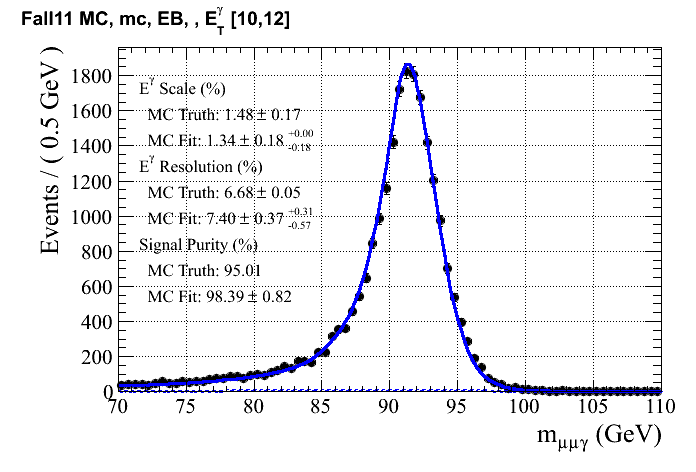 Fall11 MC, mc, EB, , E_T^γ [10,12]
Events / ( 0.5 GeV )
1800
1600
1400
1200
1000
800
600
400
200
0
E^γ Scale (%)
MC Truth: 1.48 ± 0.17
MC Fit: 1.34 ± 0.18 +0.00 -0.18
E^γ Resolution (%)
MC Truth: 6.68 ± 0.05
MC Fit: 7.40 ± 0.37 +0.31 -0.57
Signal Purity (%)
MC Truth: 95.01
MC Fit: 98.39 ± 0.82
70 75 80 85 90 95 100 105 110
m_μμγ (GeV)